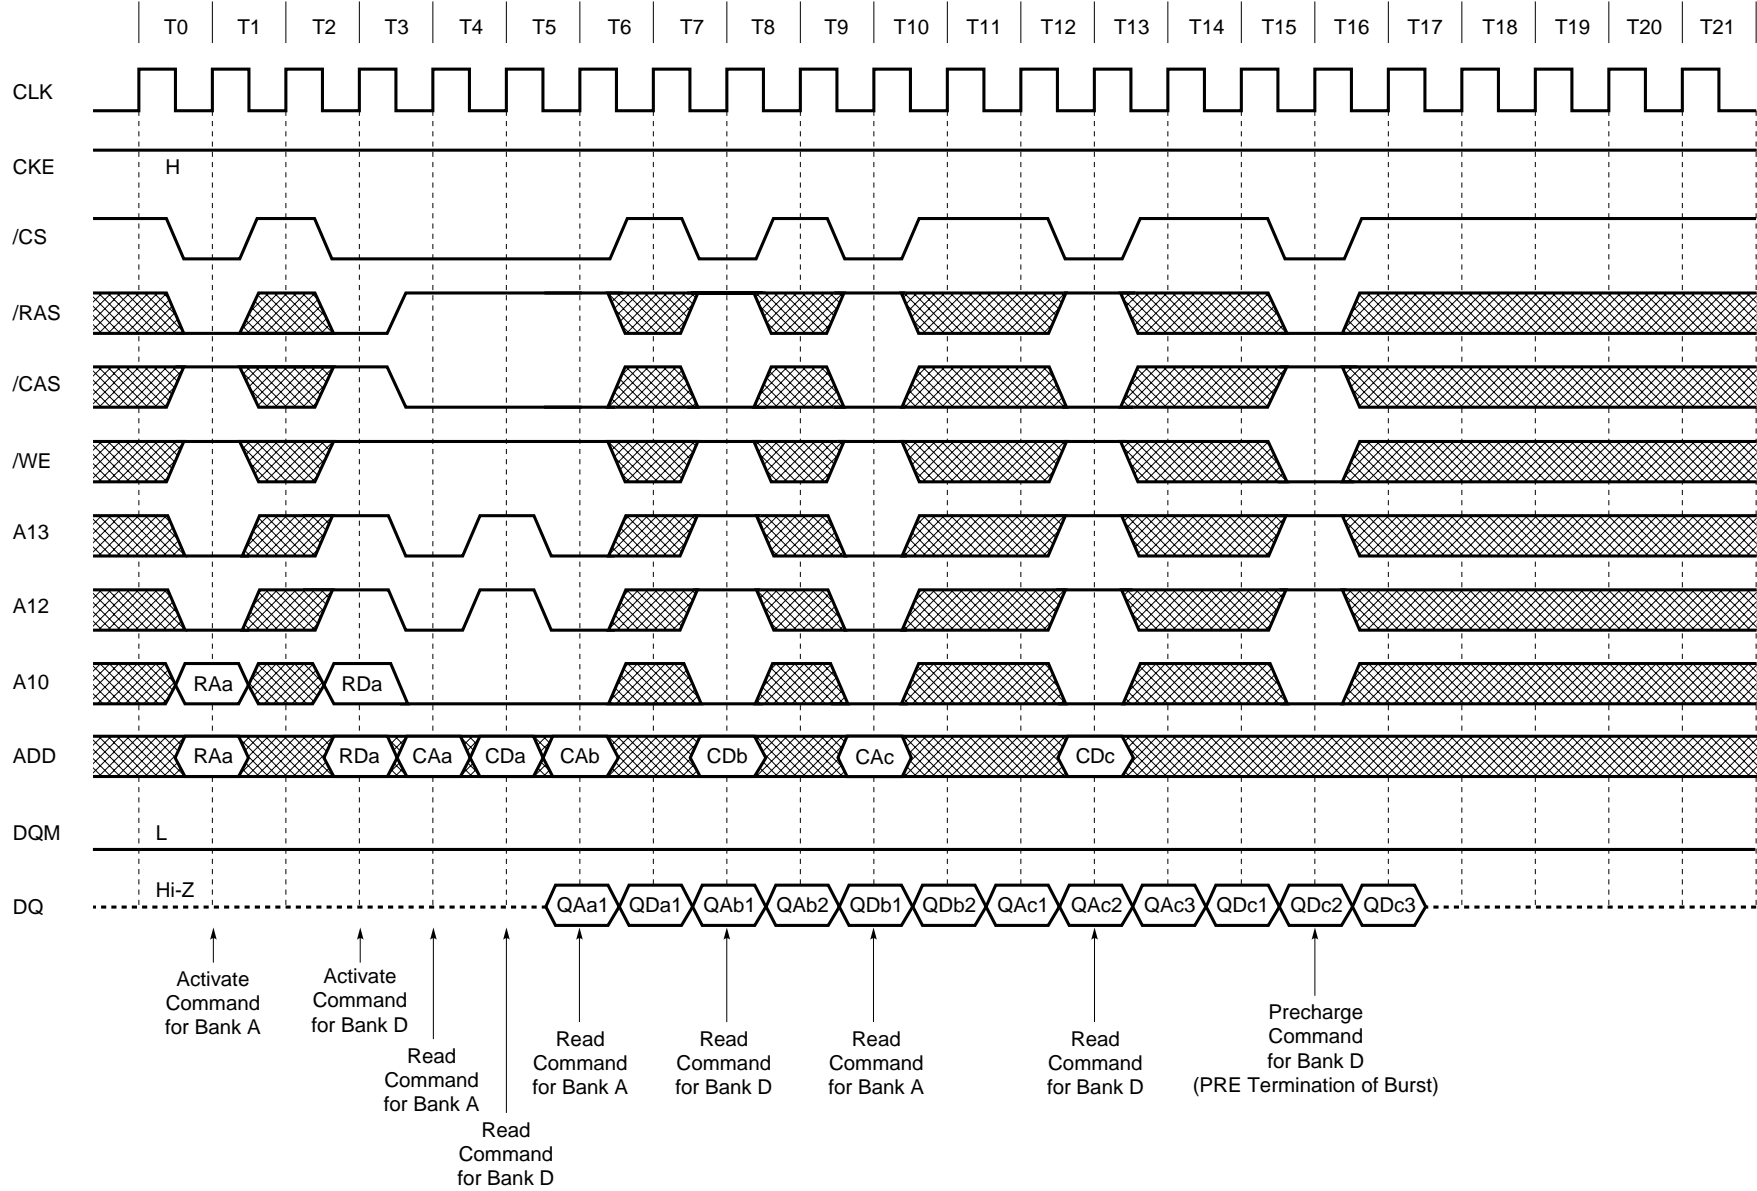 T0 T1 T2 T3 T4 T5 T6 T7 T8 T9 T10 T11 T12 T13 T14 T15 T16 T17 T18 T19 T20 T21
CLK
CKE H
/CS
/RAS
/CAS
/WE
A13
A12
A10 RAa RDa
ADD RAa RDa CAa CDa CAb CDb CAc CDc
DQM L
DQ Hi-Z QAa1 QDa1 QAb1 QAb2 QDb1 QDb2 QAc1 QAc2 QAc3 QDc1 QDc2 QDc3
Activate
Command
for Bank A
Activate
Command
for Bank D
Read
Command
for Bank A
Read
Command
for Bank D
Read
Command
for Bank A
Read
Command
for Bank D
Read
Command
for Bank A
Read
Command
for Bank D
Precharge
Command
for Bank D
(PRE Termination of Burst)